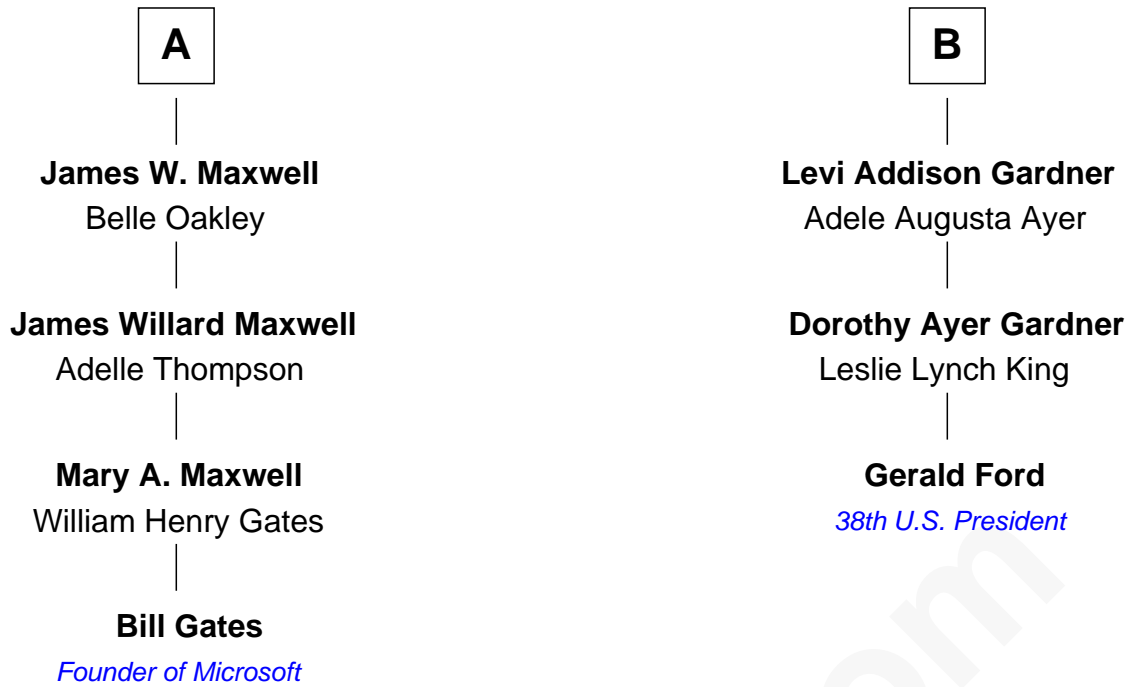 A
James W. Maxwell
Belle Oakley
James Willard Maxwell
Adelle Thompson
Mary A. Maxwell
William Henry Gates
Bill Gates
Founder of Microsoft
B
Levi Addison Gardner
Adele Augusta Ayer
Dorothy Ayer Gardner
Leslie Lynch King
Gerald Ford
38th U.S. President
om